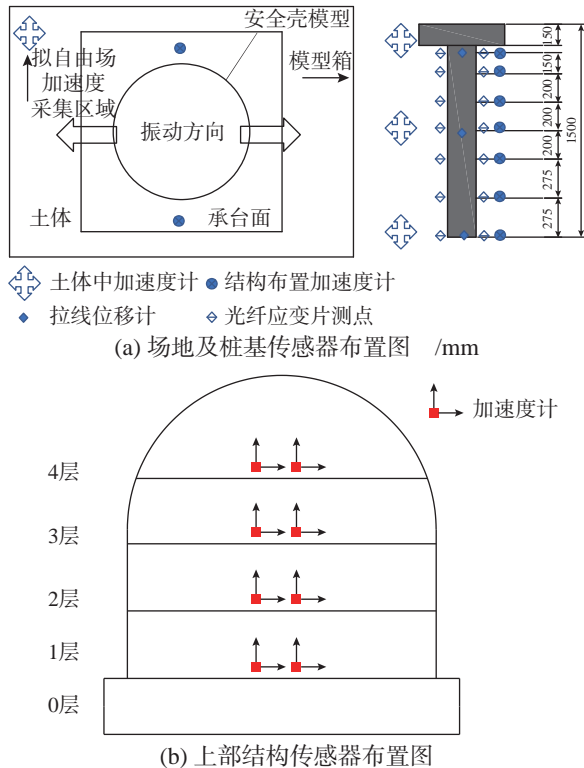 安全壳模型
拟自由场
加速度
采集区域
模型箱
振动方向
土体
承台面
150
150
200
200
200
275
275
1500
土体中加速度计
结构布置加速度计
拉线位移计
光纤应变片测点
(a) 场地及桩基传感器布置图 /mm
加速度计
4层
3层
2层
1层
0层
(b) 上部结构传感器布置图